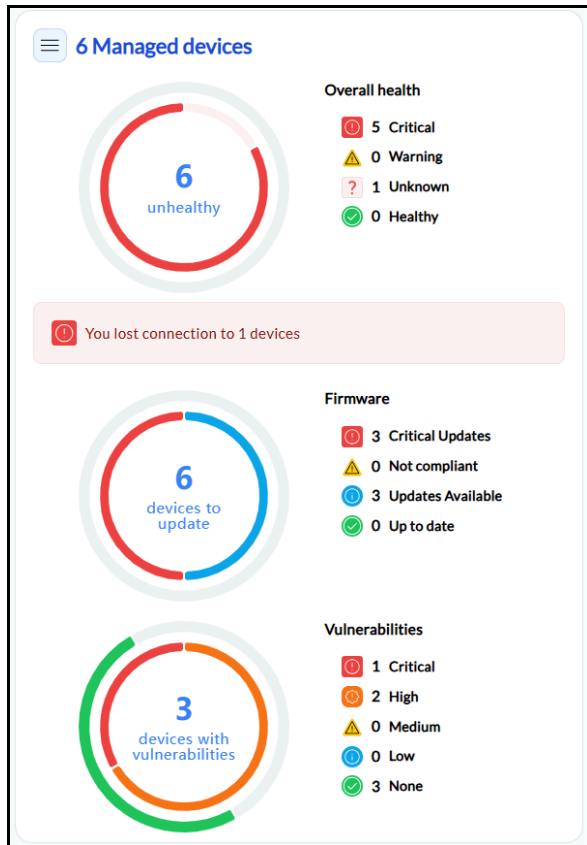 6 Managed devices
Overall health
6
unhealthy
5 Critical
0 Warning
1 Unknown
0 Healthy
You lost connection to 1 devices
Firmware
6
devices to
update
3 Critical Updates
0 Not compliant
3 Updates Available
0 Up to date
Vulnerabilities
3
devices with
vulnerabilities
1 Critical
2 High
0 Medium
0 Low
3 None